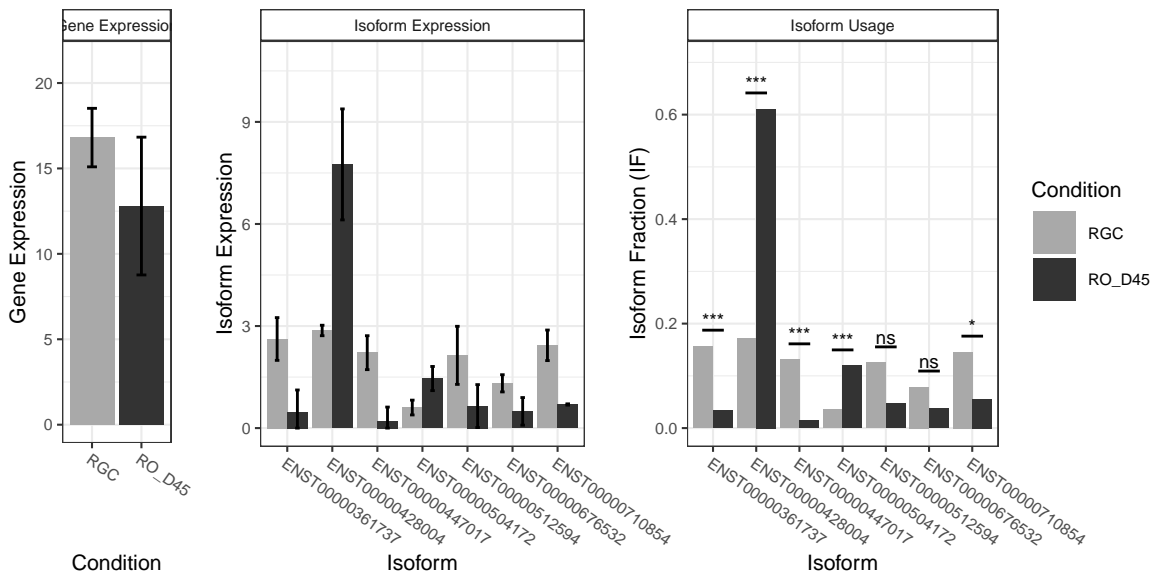 Gene Expression
Isoform Expression
Isoform Usage
Gene Expression
20
15
10
5
0
RGC
RO_D45
Condition
Isoform Expression
9
6
3
0
ENST00000361737
ENST00000428004
ENST00000447017
ENST00000504172
ENST00000512594
ENST00000676532
ENST00000710854
Isoform
Isoform Fraction (IF)
0.6
0.4
0.2
0.0
***
***
***
***
ns
ns
*
ENST00000361737
ENST00000428004
ENST00000447017
ENST00000504172
ENST00000512594
ENST00000676532
ENST00000710854
Isoform
Condition
RGC
RO_D45